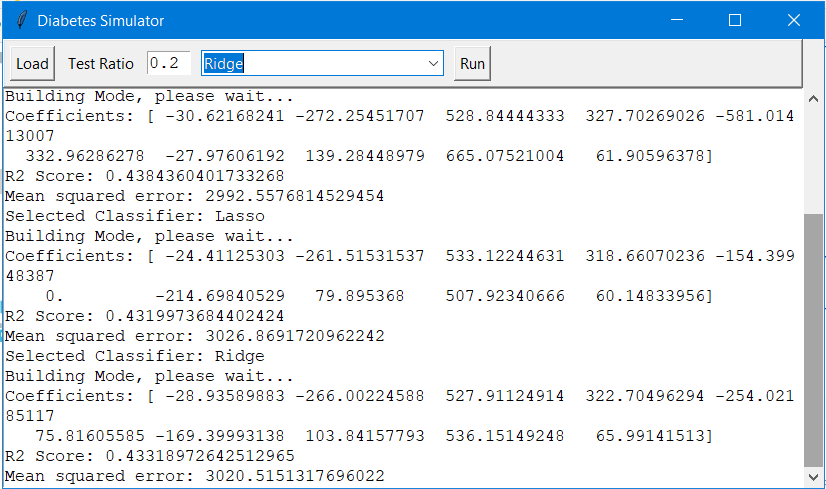 Diabetes Simulator
Load Test Ratio 0.2 Ridge Run
Building Mode, please wait...
Coefficients: [ -30.62168241 -272.25451707  528.84444333  327.70269026 -581.014
13007
  332.96286278  -27.97606192  139.28448979  665.07521004   61.90596378]
R2 Score: 0.4384360401733268
Mean squared error: 2992.5576814529454
Selected Classifier: Lasso
Building Mode, please wait...
Coefficients: [ -24.41125303 -261.51531537  533.12244631  318.66070236 -154.399
48387
    0.         -214.69840529   79.895368    507.92340666   60.14833956]
R2 Score: 0.4319973684402424
Mean squared error: 3026.8691720962242
Selected Classifier: Ridge
Building Mode, please wait...
Coefficients: [ -28.93589883 -266.00224588  527.91124914  322.70496294 -254.021
85117
   75.81605585 -169.39993138  103.84157793  536.15149248   65.99141513]
R2 Score: 0.43318972642512965
Mean squared error: 3020.5151317696022